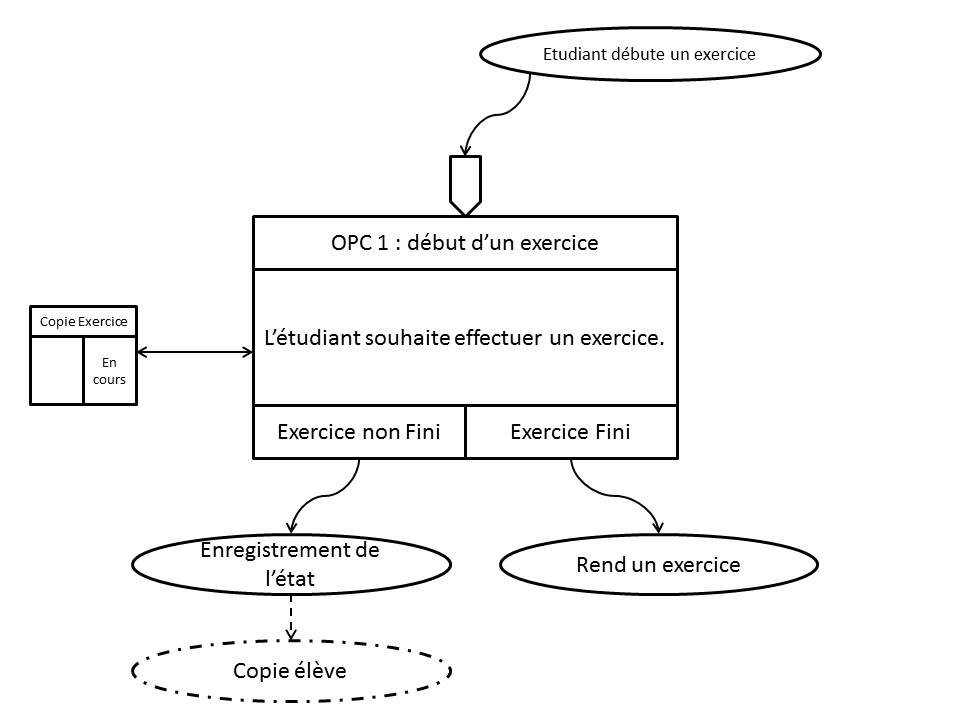 Etudiant débute un exercice
OPC 1 : début d’un exercice
Copie Exercice
En
cours
L’étudiant souhaite effectuer un exercice.
Exercice non Fini
Exercice Fini
Enregistrement de
l’état
Rend un exercice
Copie élève